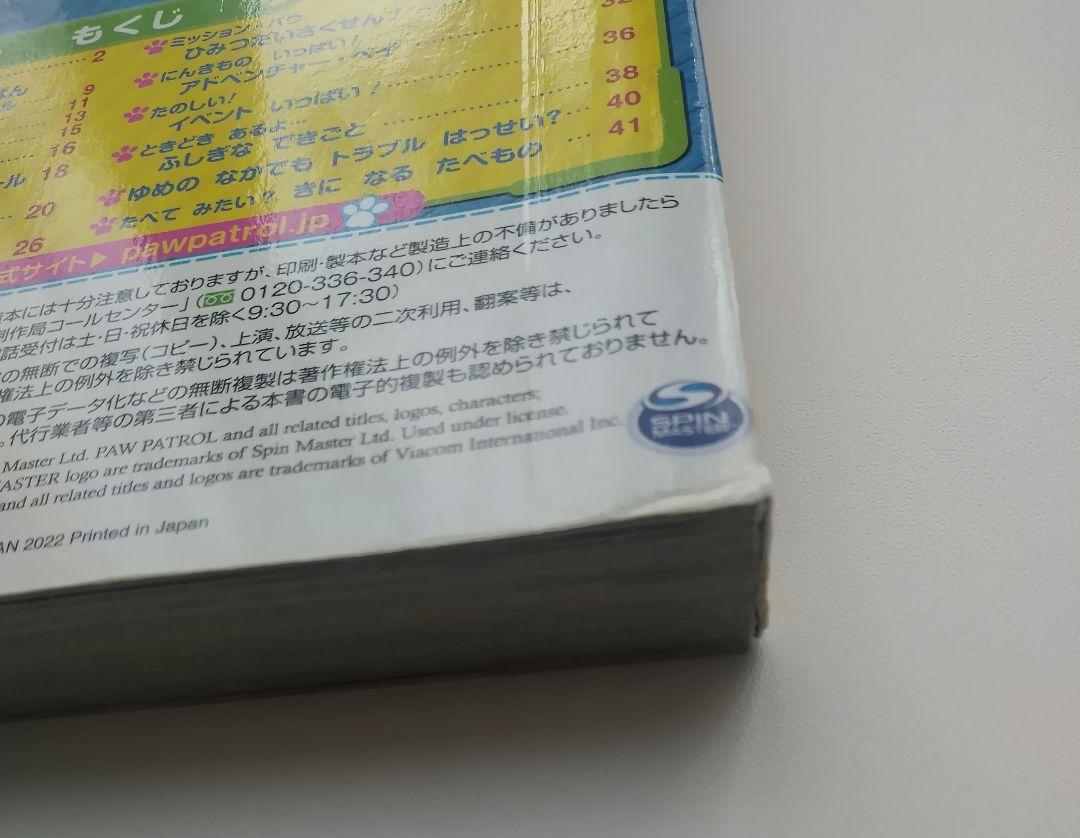 もくじ
2
9
11
13
15
16
18
20
26
ミッション・パウ
ひみつだいさくせん！
32
にんきもの いっぱい！
アドベンチャー・ベイ
36
たのしい！
イベント いっぱい！
38
ときどき あるよ…
ふしぎな できごと
40
ゆめの なかでも トラブル はっせい？
41
たべて みたい？ きに なる たべもの
式サイト▶ pawpatrol.jp
本には十分注意しておりますが、印刷・製本など製造上の不備がありましたら
制作局コールセンター」（0120-336-340）にご連絡ください。
話受付は土・日・祝休日を除く9:30～17:30）
の無断での複写（コピー）、上演、放送等の二次利用、翻案等は、
権法上の例外を除き禁じられています。
の電子データ化などの無断複製は著作権法上の例外を除き禁じられて
。代行業者等の第三者による本書の電子的複製も認められておりません。
Master Ltd. PAW PATROL and all related titles, logos, characters;
ASTER logo are trademarks of Spin Master Ltd. Used under license.
and all related titles and logos are trademarks of Viacom International Inc.
SPIN
MASTER
AN 2022 Printed in Japan